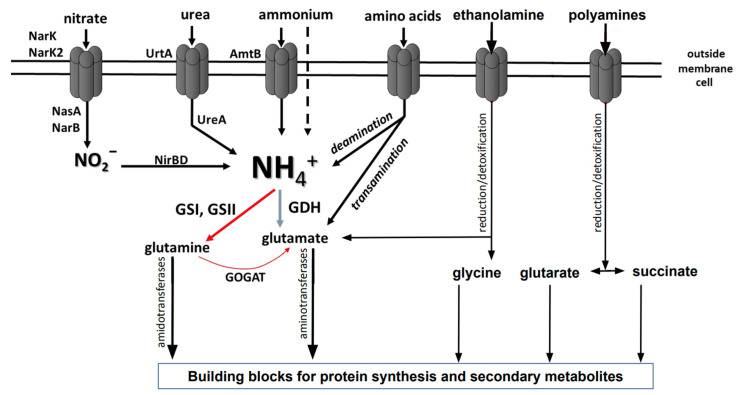 nitrate
urea
ammonium
amino acids
ethanolamine
polyamines
NarK
NarK2
UrtA
AmtB
outside
membrane
cell
NasA
NarB
UreA
deamination
transamination
reduction/detoxification
reduction/detoxification
NO₂⁻
NirBD
NH₄⁺
GSI, GSII
GDH
glutamine
glutamate
GOGAT
glycine
glutarate
succinate
amidotransferases
aminotransferases
Building blocks for protein synthesis and secondary metabolites